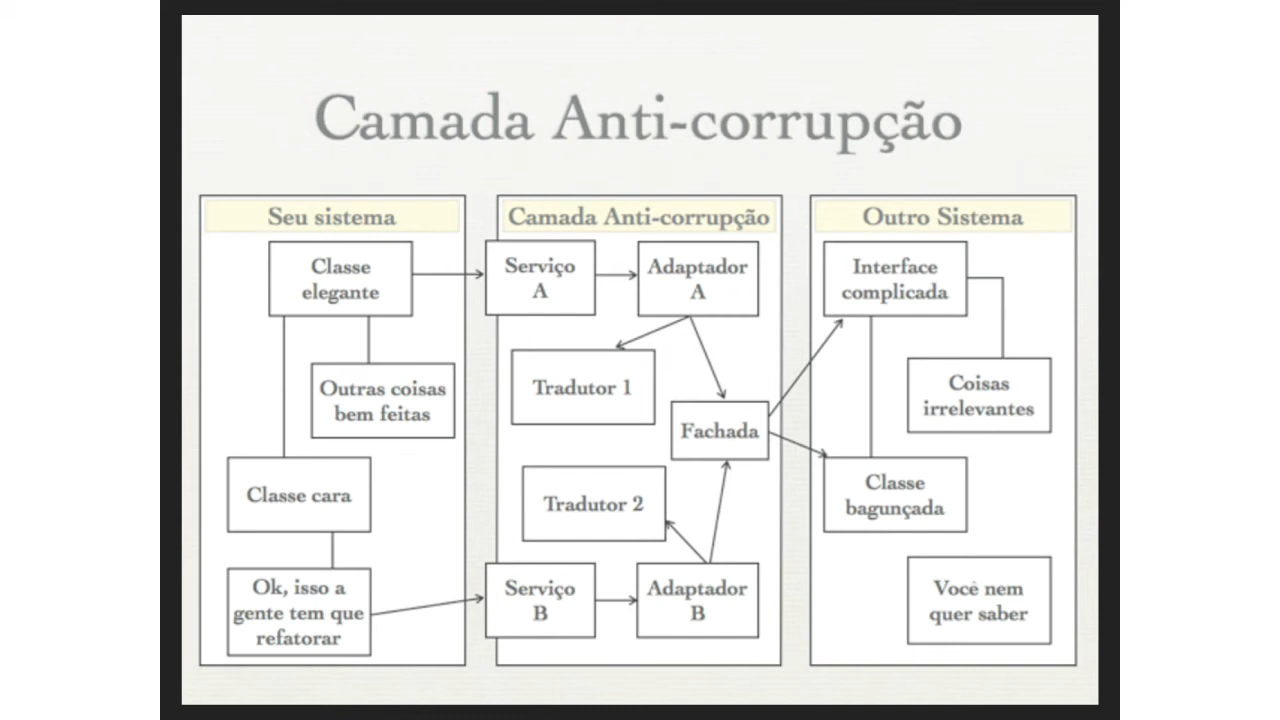 Camada Anti-corrupção
Seu sistema
Classe
elegante
Outras coisas
bem feitas
Classe cara
Ok, isso a
gente tem que
refatorar
Camada Anti-corrupção
Serviço
A
Adaptador
A
Tradutor 1
Fachada
Tradutor 2
Serviço
B
Adaptador
B
Outro Sistema
Interface
complicada
Coisas
irrelevantes
Classe
bagunçada
Você nem
quer saber